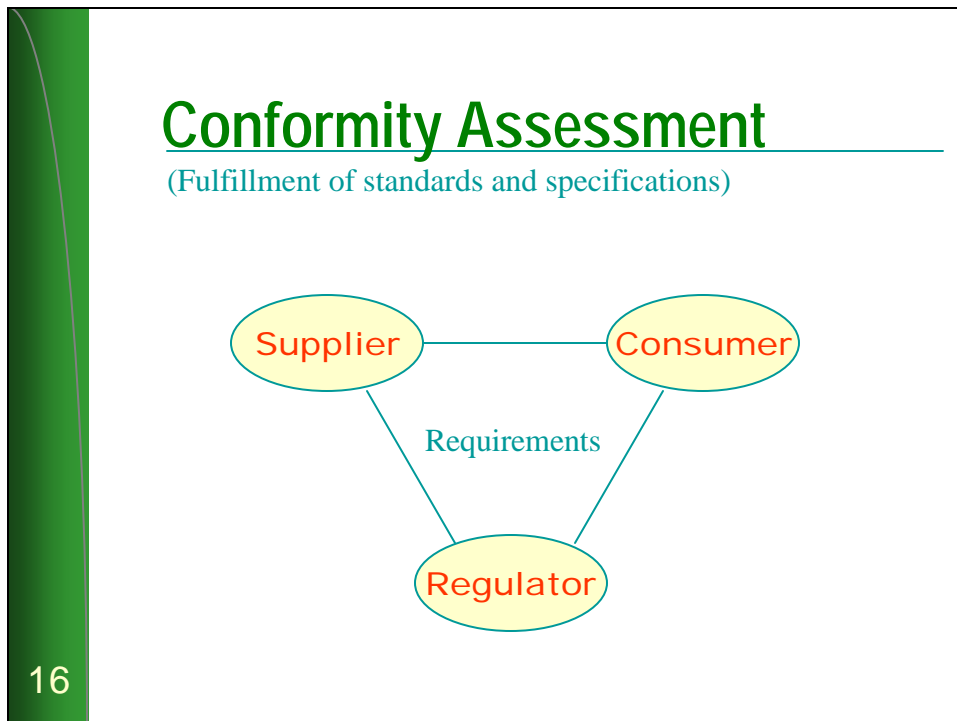 Conformity Assessment
(Fulfillment of standards and specifications)
Supplier
Consumer
Requirements
Regulator
16